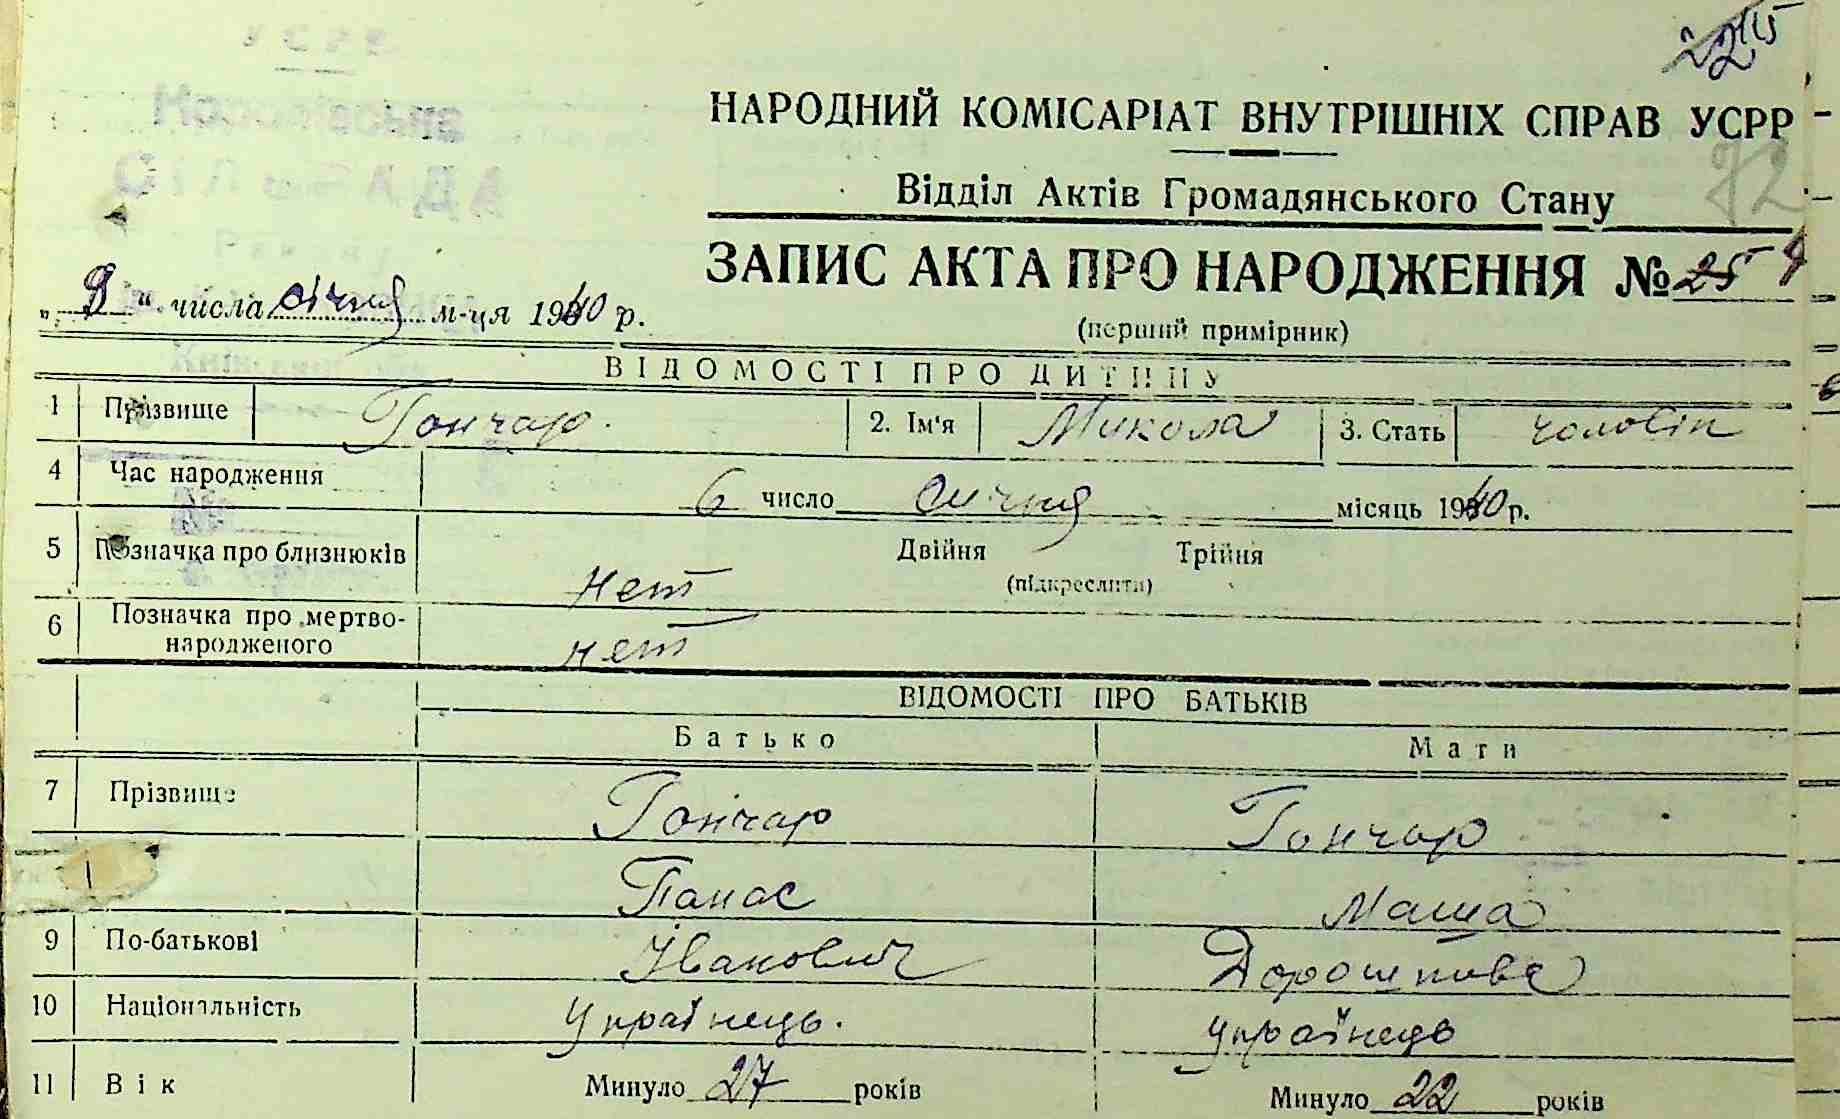 УСРР
2215
НАРОДНИЙ КОМІСАРІАТ ВНУТРІШНІХ СПРАВ УСРР
72
Відділ Актів Громадянського Стану
ЗАПИС АКТА ПРО НАРОДЖЕННЯ № 25
„ 9 “ числа січня м-ця 1940 р.
(перший примірник)
ВІДОМОСТІ ПРО ДИТИНУ
1 Прізвище Гончар. 2. Ім'я Микола 3. Стать чоловік
4 Час народження 6 число січня місяць 1940 р.
5 Позначка про близнюків нет Двійня Трійня
(підкреслити)
6 Позначка про мертво-
народженого нет
ВІДОМОСТІ ПРО БАТЬКІВ
Батько Мати
7 Прізвище Гончар Гончар
Панас Маша
9 По-батькові Іванович
10 Національність Українець. українець
11 Вік Минуло 27 років Минуло 22 років